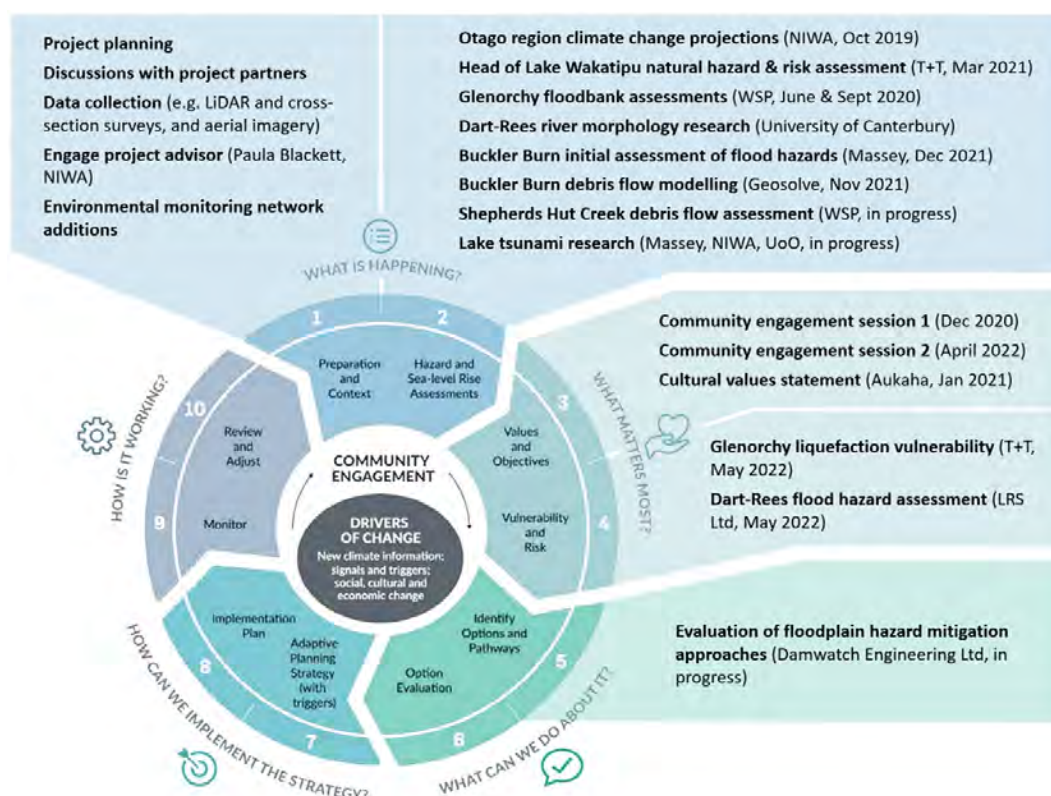 Project planning
Discussions with project partners
Data collection (e.g. LiDAR and cross-
section surveys, and aerial imagery)
Engage project advisor (Paula Blackett,
NIWA)
Environmental monitoring network
additions
Otago region climate change projections (NIWA, Oct 2019)
Head of Lake Wakatipu natural hazard & risk assessment (T+T, Mar 2021)
Glenorchy floodbank assessments (WSP, June & Sept 2020)
Dart-Rees river morphology research (University of Canterbury)
Buckler Burn initial assessment of flood hazards (Massey, Dec 2021)
Buckler Burn debris flow modelling (Geosolve, Nov 2021)
Shepherds Hut Creek debris flow assessment (WSP, in progress)
Lake tsunami research (Massey, NIWA, UoO, in progress)
Community engagement session 1 (Dec 2020)
Community engagement session 2 (April 2022)
Cultural values statement (Aukaha, Jan 2021)
Glenorchy liquefaction vulnerability (T+T,
May 2022)
Dart-Rees flood hazard assessment (LRS
Ltd, May 2022)
Evaluation of floodplain hazard mitigation
approaches (Damwatch Engineering Ltd, in
progress)
WHAT IS HAPPENING?
1
Preparation
and
Context
2
Hazard and
Sea-level Rise
Assessments
WHAT MATTERS MOST?
3
Values
and
Objectives
4
Vulnerability
and
Risk
WHAT CAN WE DO ABOUT IT?
5
Identify
Options and
Pathways
6
Option
Evaluation
HOW CAN WE IMPLEMENT THE STRATEGY?
7
Adaptive
Planning
Strategy
(with
triggers)
8
Implementation
Plan
HOW IS IT WORKING?
9
Monitor
10
Review
and
Adjust
COMMUNITY
ENGAGEMENT
DRIVERS
OF CHANGE
New climate information;
signals and triggers;
social, cultural and
economic change